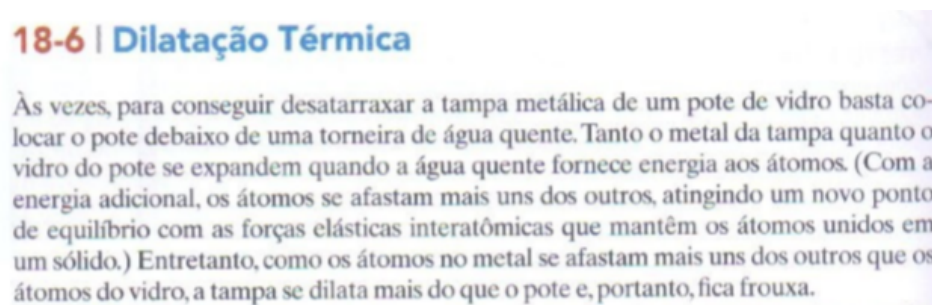 18-6 | Dilatação Térmica
Às vezes, para conseguir desatarraxar a tampa metálica de um pote de vidro basta co-
locar o pote debaixo de uma torneira de água quente. Tanto o metal da tampa quanto o
vidro do pote se expandem quando a água quente fornece energia aos átomos. (Com a
energia adicional, os átomos se afastam mais uns dos outros, atingindo um novo ponto
de equilíbrio com as forças elásticas interatômicas que mantêm os átomos unidos em
um sólido.) Entretanto, como os átomos no metal se afastam mais uns dos outros que os
átomos do vidro, a tampa se dilata mais do que o pote e, portanto, fica frouxa.